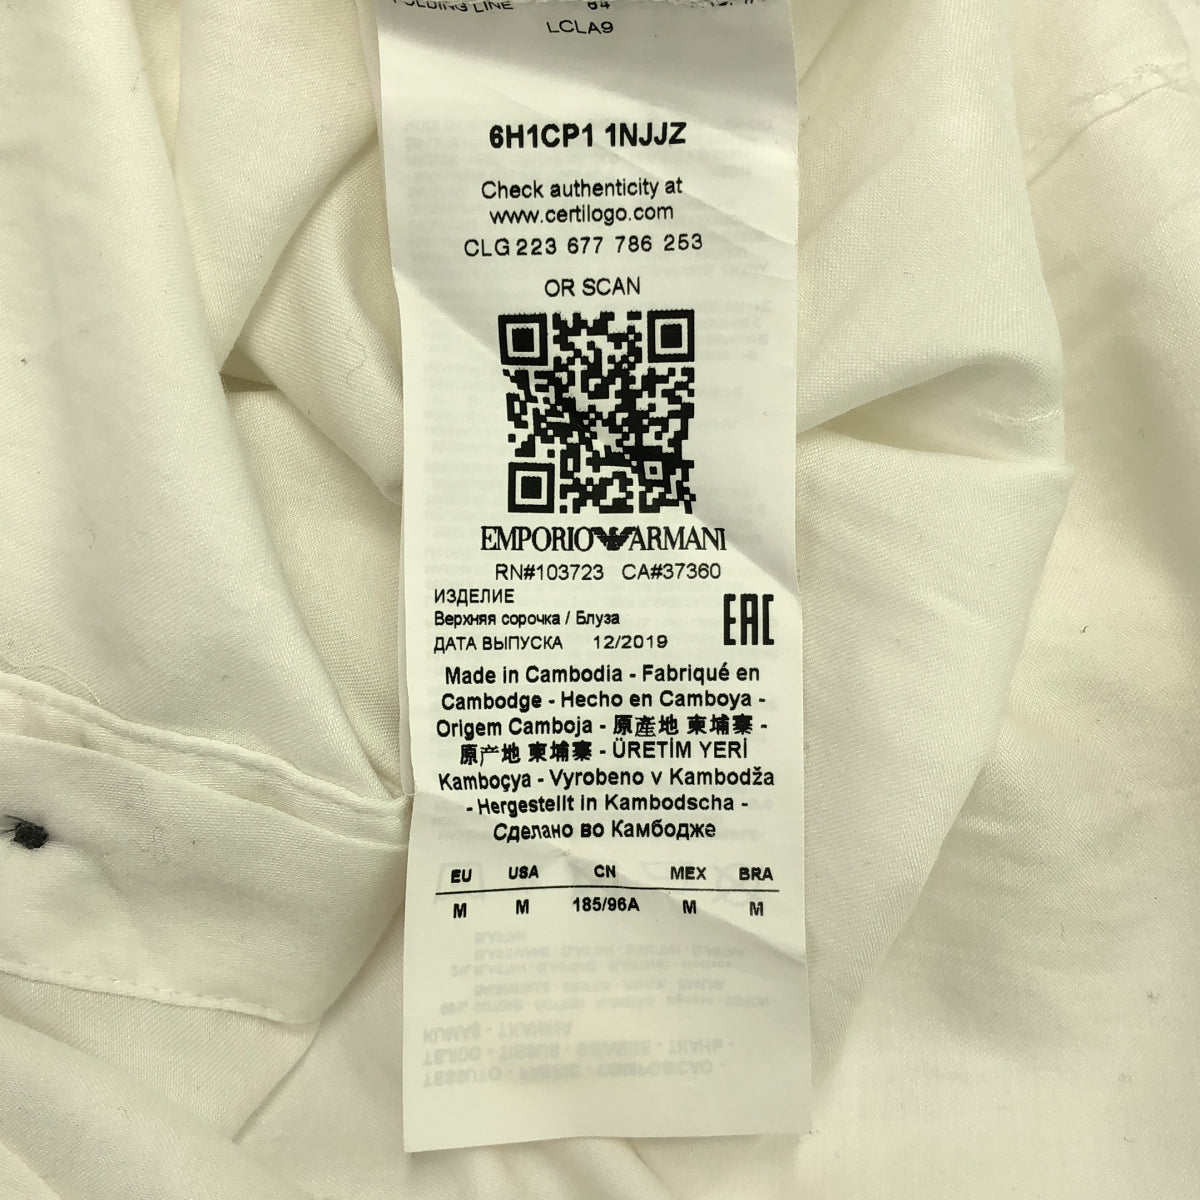 FOLDING LINE 64
LCLA9
6H1CP1 1NJJZ
Check authenticity at
www.certilogo.com
CLG 223 677 786 253
OR SCAN
EMPORIO ARMANI
RN#103723 CA#37360
ИЗДЕЛИЕ
Верхняя сорочка / Блуза
ДАТА ВЫПУСКА 12/2019
EAC
Made in Cambodia - Fabriqué en
Cambodge - Hecho en Camboya -
Origem Camboja - 原産地 柬埔寨 -
原产地 柬埔寨 - ÜRETİM YERİ
Kamboçya - Vyrobeno v Kambodža
- Hergestellt in Kambodscha -
Сделано во Камбодже
EU USA CN MEX BRA
M M 185/96A M M